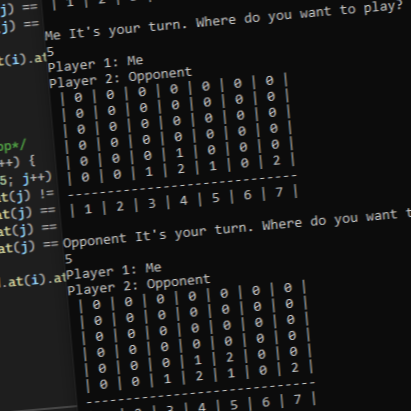 j) ==
(j) ==
t(i).at
op*/
++) {
5; j++)
t(j) !=
at(j) ==
at(j) ==
at(j) ==
.at(i).at
| 1 | 2 |
Me It's your turn. Where do you want to play?
5
Player 1: Me
Player 2: Opponent
| 0 | 0 | 0 | 0 | 0 | 0 | 0 |
| 0 | 0 | 0 | 0 | 0 | 0 | 0 |
| 0 | 0 | 0 | 0 | 0 | 0 | 0 |
| 0 | 0 | 0 | 0 | 0 | 0 | 0 |
| 0 | 0 | 0 | 1 | 0 | 0 | 0 |
| 0 | 0 | 1 | 2 | 1 | 0 | 2 |
-----------------------------
| 1 | 2 | 3 | 4 | 5 | 6 | 7 |
Opponent It's your turn. Where do you want t
5
Player 1: Me
Player 2: Opponent
| 0 | 0 | 0 | 0 | 0 | 0 | 0 |
| 0 | 0 | 0 | 0 | 0 | 0 | 0 |
| 0 | 0 | 0 | 0 | 0 | 0 | 0 |
| 0 | 0 | 0 | 0 | 0 | 0 | 0 |
| 0 | 0 | 0 | 1 | 2 | 0 | 0 |
| 0 | 0 | 1 | 2 | 1 | 0 | 2 |
-----------------------------
| 3 | 4 | 5 | 6 | 7 |